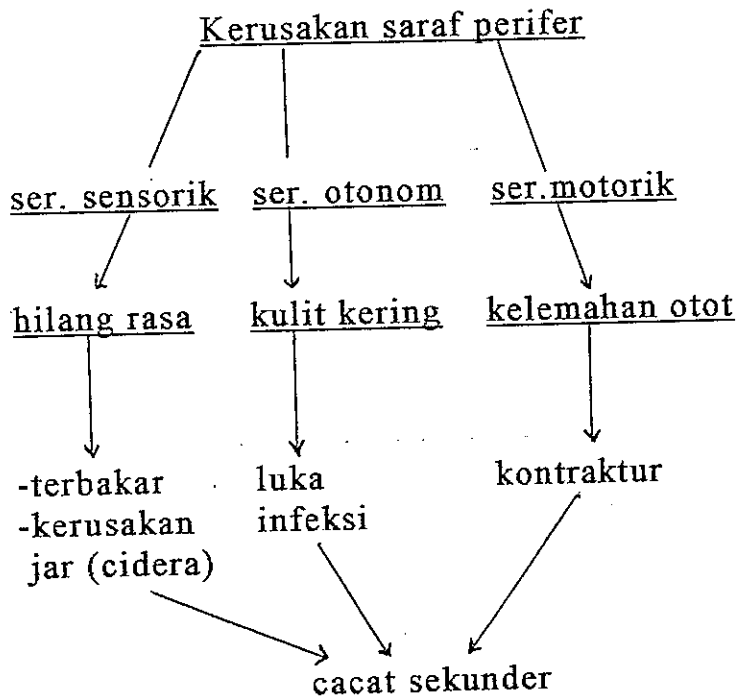 Kerusakan saraf perifer
ser. sensorik ser. otonom ser.motorik
hilang rasa kulit kering kelemahan otot
-terbakar luka kontraktur
-kerusakan infeksi
jar (cidera)
cacat sekunder